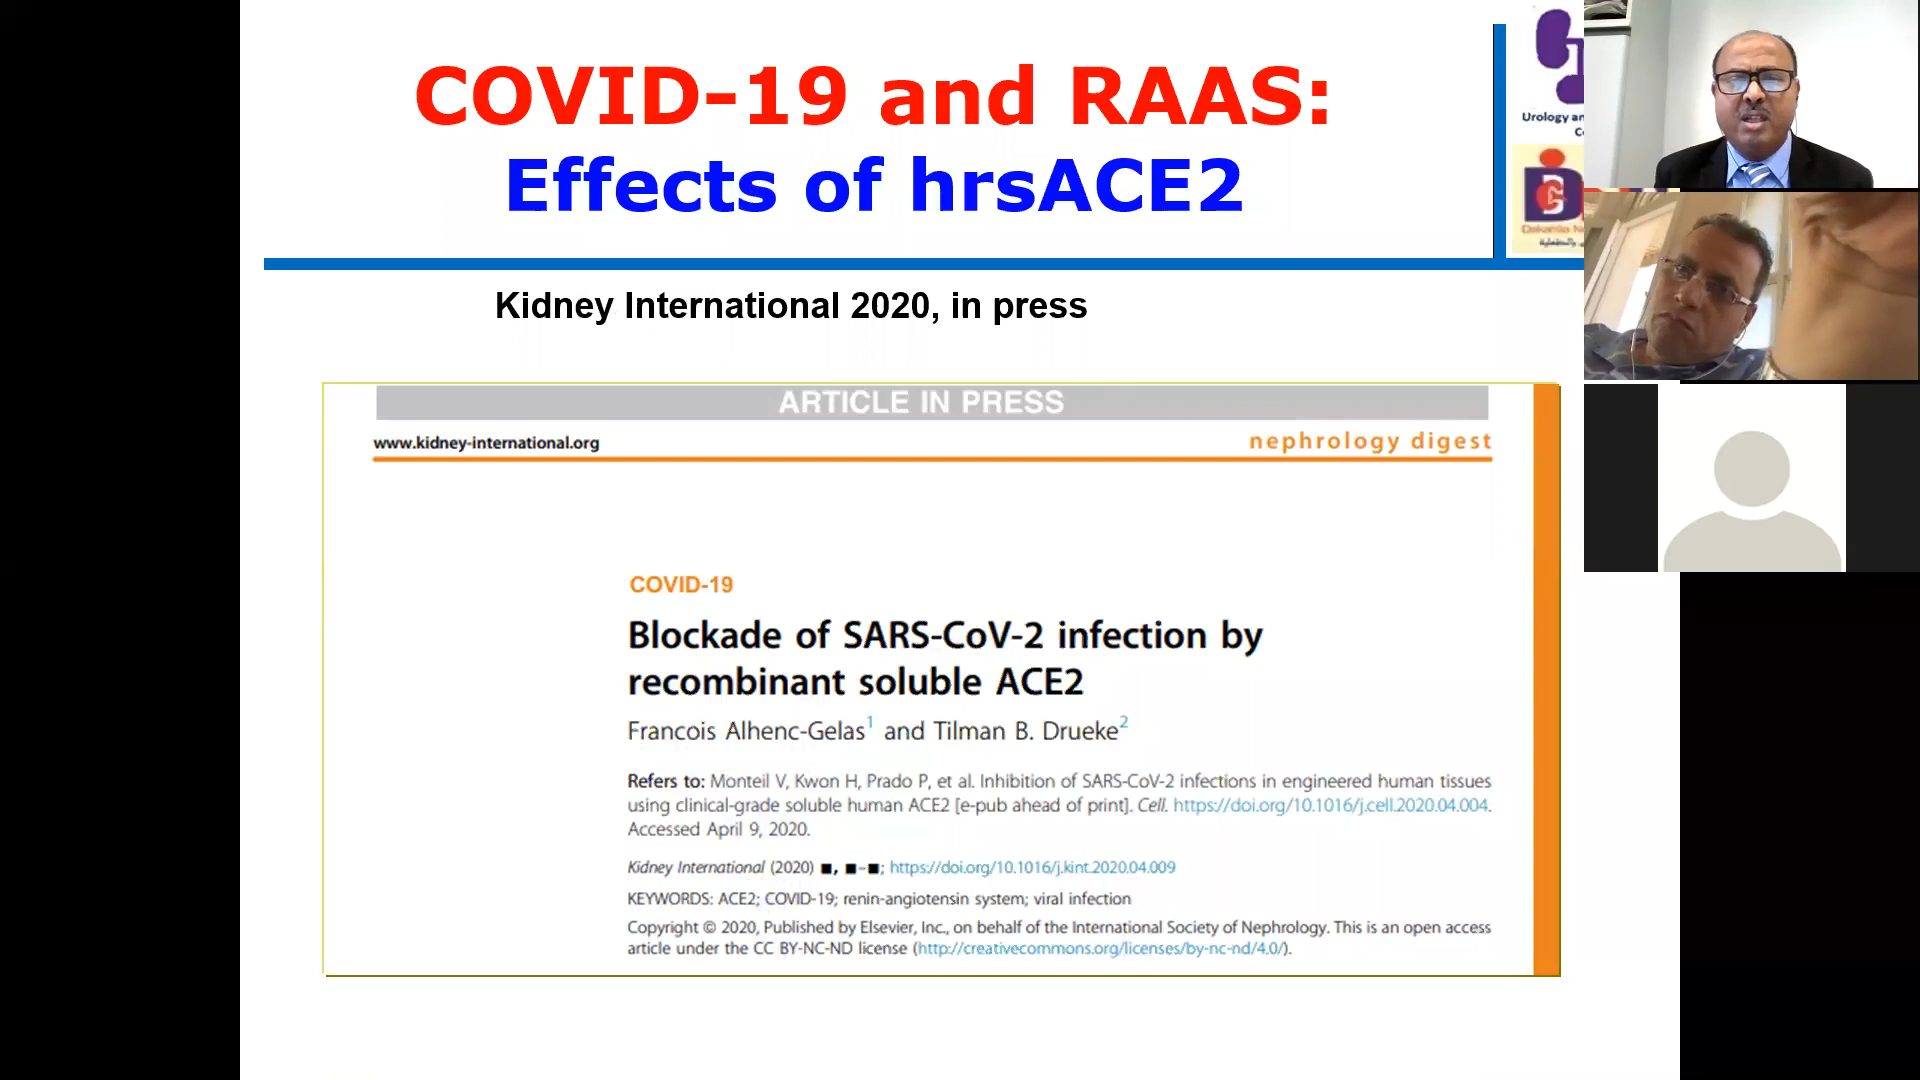 COVID-19 and RAAS:
Effects of hrsACE2
Urology an
Kidney International 2020, in press
ARTICLE IN PRESS
www.kidney-international.org
nephrology digest
COVID-19
Blockade of SARS-CoV-2 infection by
recombinant soluble ACE2
Francois Alhenc-Gelas1 and Tilman B. Drueke2
Refers to: Monteil V, Kwon H, Prado P, et al. Inhibition of SARS-CoV-2 infections in engineered human tissues
using clinical-grade soluble human ACE2 [e-pub ahead of print]. Cell. https://doi.org/10.1016/j.cell.2020.04.004.
Accessed April 9, 2020.
Kidney International (2020) ■, ■–■; https://doi.org/10.1016/j.kint.2020.04.009
KEYWORDS: ACE2; COVID-19; renin-angiotensin system; viral infection
Copyright © 2020, Published by Elsevier, Inc., on behalf of the International Society of Nephrology. This is an open access
article under the CC BY-NC-ND license (http://creativecommons.org/licenses/by-nc-nd/4.0/).